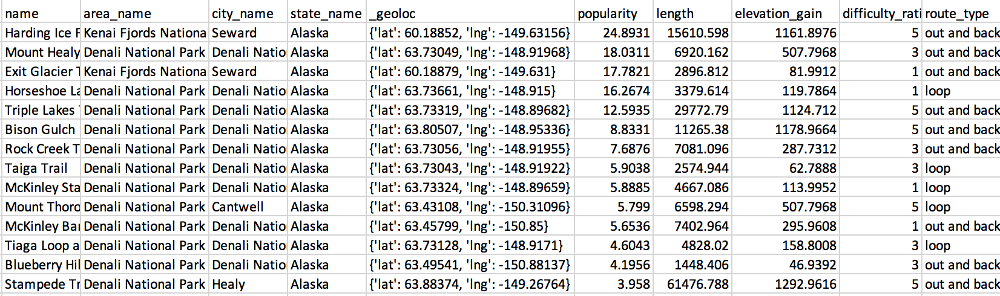 name area_name city_name state_name _geoloc popularity length elevation_gain difficulty_rati route_type
Harding Ice F Kenai Fjords National Seward Alaska {'lat': 60.18852, 'lng': -149.63156} 24.8931 15610.598 1161.8976 5 out and back
Mount Healy Denali National Park Denali Natio Alaska {'lat': 63.73049, 'lng': -148.91968} 18.0311 6920.162 507.7968 3 out and back
Exit Glacier T Kenai Fjords National Seward Alaska {'lat': 60.18879, 'lng': -149.631} 17.7821 2896.812 81.9912 1 out and back
Horseshoe La Denali National Park Denali Natio Alaska {'lat': 63.73661, 'lng': -148.915} 16.2674 3379.614 119.7864 1 loop
Triple Lakes T Denali National Park Denali Natio Alaska {'lat': 63.73319, 'lng': -148.89682} 12.5935 29772.79 1124.712 5 out and back
Bison Gulch Denali National Park Denali Natio Alaska {'lat': 63.80507, 'lng': -148.95336} 8.8331 11265.38 1178.9664 5 out and back
Rock Creek T Denali National Park Denali Natio Alaska {'lat': 63.73056, 'lng': -148.91955} 7.6876 7081.096 287.7312 3 out and back
Taiga Trail Denali National Park Denali Natio Alaska {'lat': 63.73043, 'lng': -148.91922} 5.9038 2574.944 62.7888 3 loop
McKinley Sta Denali National Park Denali Natio Alaska {'lat': 63.73324, 'lng': -148.89659} 5.8885 4667.086 113.9952 1 loop
Mount Thoro Denali National Park Cantwell Alaska {'lat': 63.43108, 'lng': -150.31096} 5.799 6598.294 507.7968 5 loop
McKinley Bar Denali National Park Denali Natio Alaska {'lat': 63.45799, 'lng': -150.85} 5.6536 7402.964 295.9608 1 out and back
Tiaga Loop a Denali National Park Denali Natio Alaska {'lat': 63.73128, 'lng': -148.9171} 4.6043 4828.02 158.8008 3 loop
Blueberry Hil Denali National Park Denali Natio Alaska {'lat': 63.49541, 'lng': -150.88137} 4.1956 1448.406 46.9392 3 out and back
Stampede Tr Denali National Park Healy Alaska {'lat': 63.88374, 'lng': -149.26764} 3.958 61476.788 1292.9616 5 out and back